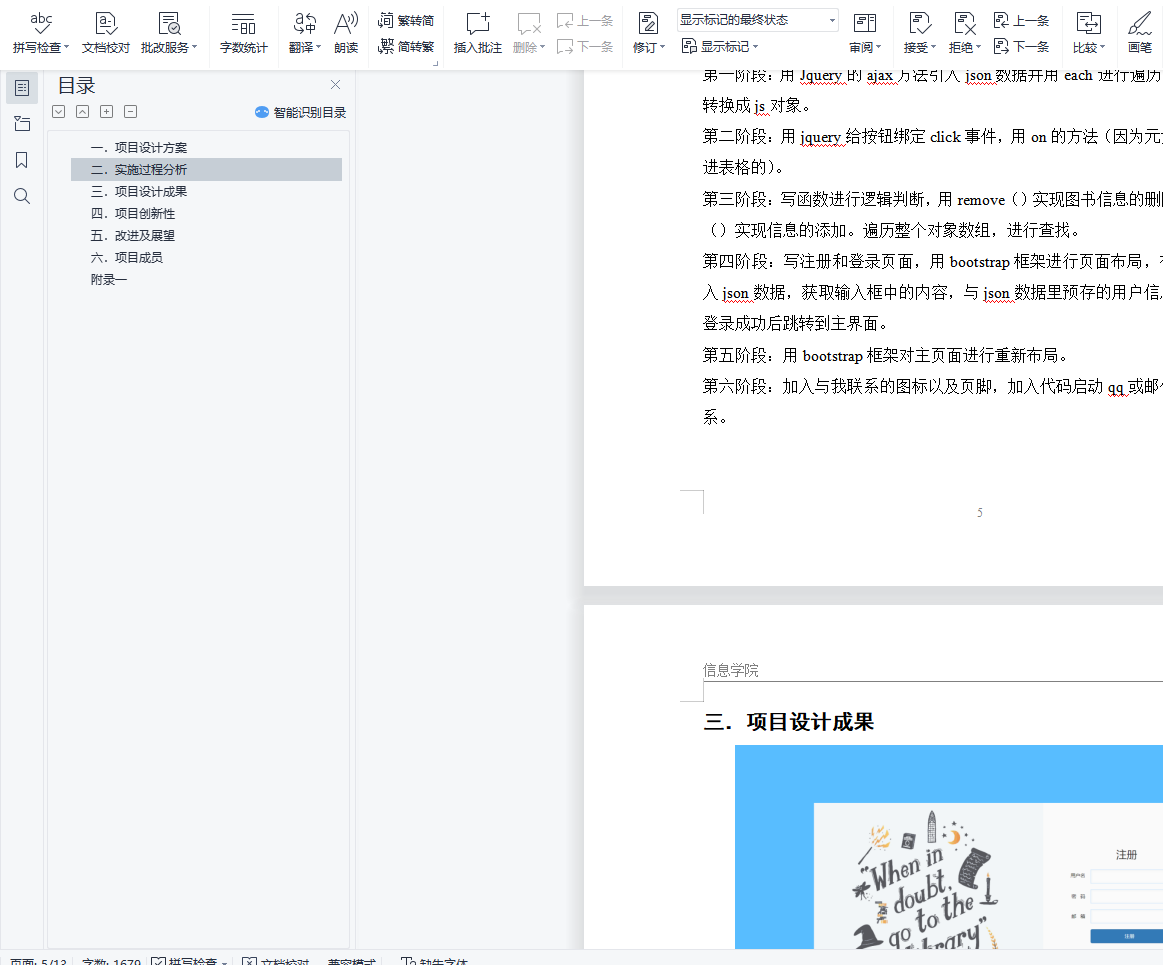 拼写检查 文档校对 批改服务 字数统计 翻译 朗读 繁转简 简转繁 插入批注 删除 上一条 下一条 修订 显示标记的最终状态 显示标记 审阅 接受 拒绝 上一条 下一条 比较 画笔
目录
智能识别目录
一．项目设计方案
二．实施过程分析
三．项目设计成果
四．项目创新性
五．改进及展望
六．项目成员
附录一
第一阶段：用 Jquery 的 ajax 方法引入 json 数据并用 each 进行遍历
转换成 js 对象。
第二阶段：用 jquery 给按钮绑定 click 事件，用 on 的方法（因为元
进表格的）。
第三阶段：写函数进行逻辑判断，用 remove（）实现图书信息的删
（）实现信息的添加。遍历整个对象数组，进行查找。
第四阶段：写注册和登录页面，用 bootstrap 框架进行页面布局，
入 json 数据，获取输入框中的内容，与 json 数据里预存的用户信
登录成功后跳转到主界面。
第五阶段：用 bootstrap 框架对主页面进行重新布局。
第六阶段：加入与我联系的图标以及页脚，加入代码启动 qq 或邮
系。
5
信息学院
三．项目设计成果
"When in
doubt,
go to the
library"
注册
用户名
密 码
邮 箱
注册
页面: 5/13 字数: 1679 拼写检查 文档校对 兼容模式 缺失字体